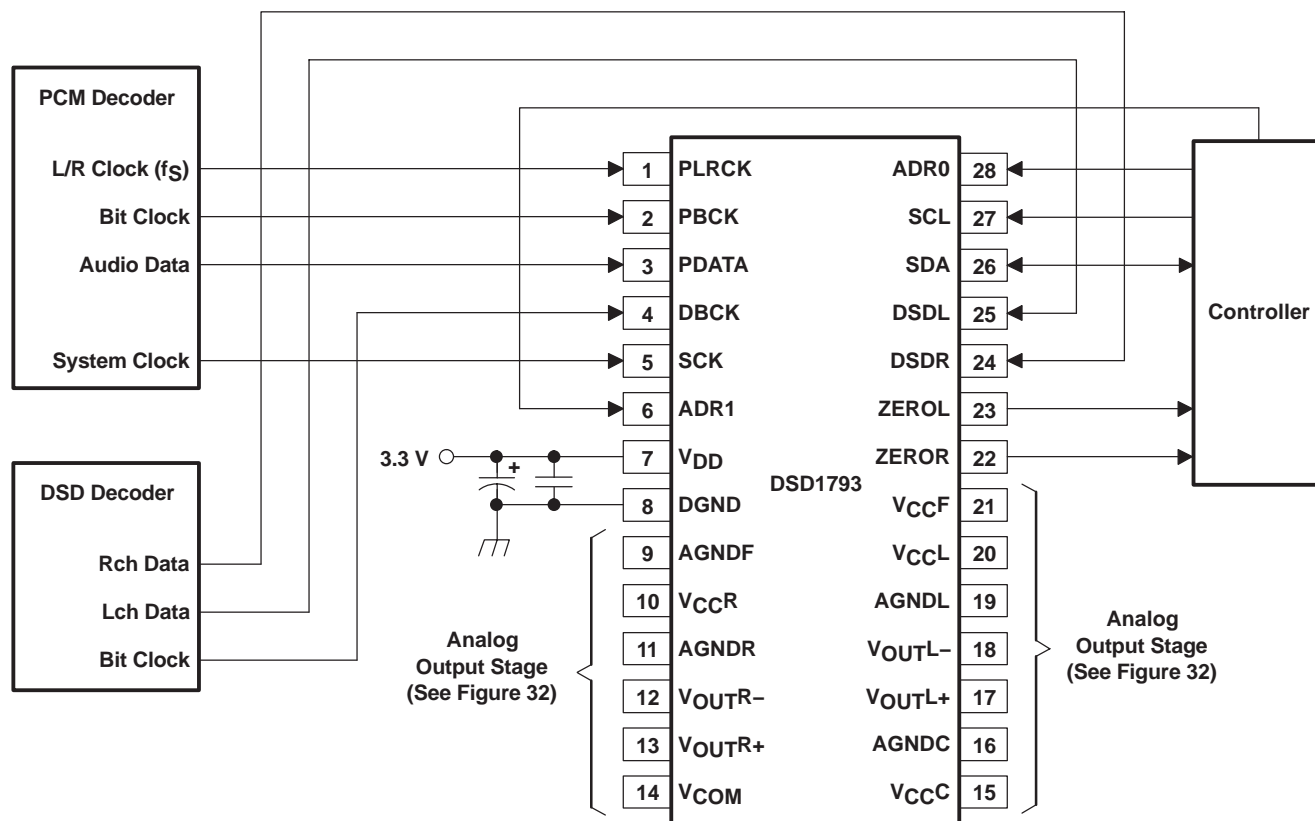 PCM Decoder
L/R Clock (fS)
Bit Clock
Audio Data
System Clock
DSD Decoder
Rch Data
Lch Data
Bit Clock
3.3 V
+
Analog
Output Stage
(See Figure 32)
1 PLRCK
2 PBCK
3 PDATA
4 DBCK
5 SCK
6 ADR1
7 VDD
8 DGND
9 AGNDF
10 VCCR
11 AGNDR
12 VOUTR–
13 VOUTR+
14 VCOM
DSD1793
ADR0 28
SCL 27
SDA 26
DSDL 25
DSDR 24
ZEROL 23
ZEROR 22
VCCF 21
VCCL 20
AGNDL 19
VOUTL– 18
VOUTL+ 17
AGNDC 16
VCCC 15
Analog
Output Stage
(See Figure 32)
Controller